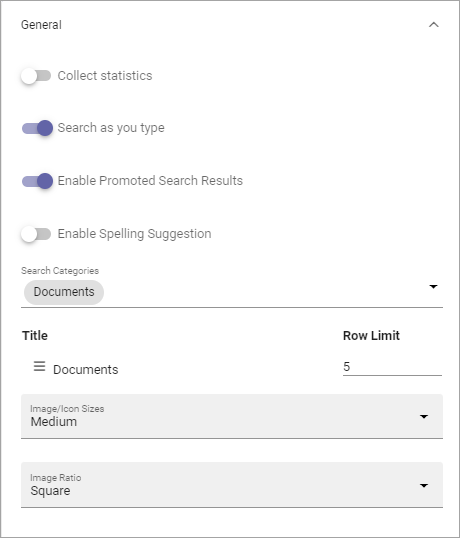 General
Collect statistics
Search as you type
Enable Promoted Search Results
Enable Spelling Suggestion
Search Categories
Documents
Title Row Limit
Documents 5
Image/Icon Sizes
Medium
Image Ratio
Square